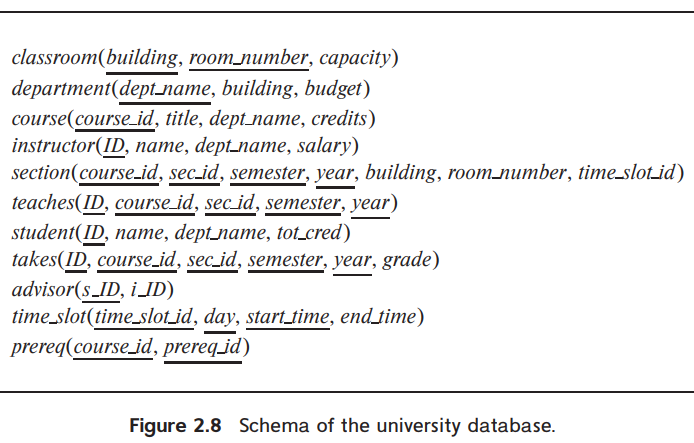 classroom(building, room_number, capacity)
department(dept_name, building, budget)
course(course_id, title, dept_name, credits)
instructor(ID, name, dept_name, salary)
section(course_id, sec_id, semester, year, building, room_number, time_slot_id)
teaches(ID, course_id, sec_id, semester, year)
student(ID, name, dept_name, tot_cred)
takes(ID, course_id, sec_id, semester, year, grade)
advisor(s_ID, i_ID)
time_slot(time_slot_id, day, start_time, end_time)
prereq(course_id, prereq_id)
Figure 2.8 Schema of the university database.